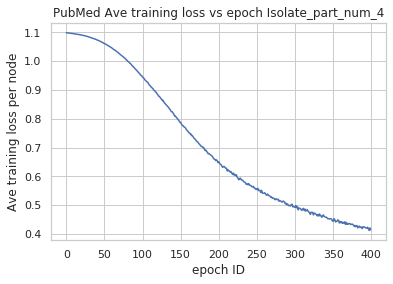 PubMed Ave training loss vs epoch Isolate_part_num_4
Ave training loss per node
1.1
1.0
0.9
0.8
0.7
0.6
0.5
0.4
0 50 100 150 200 250 300 350 400
epoch ID